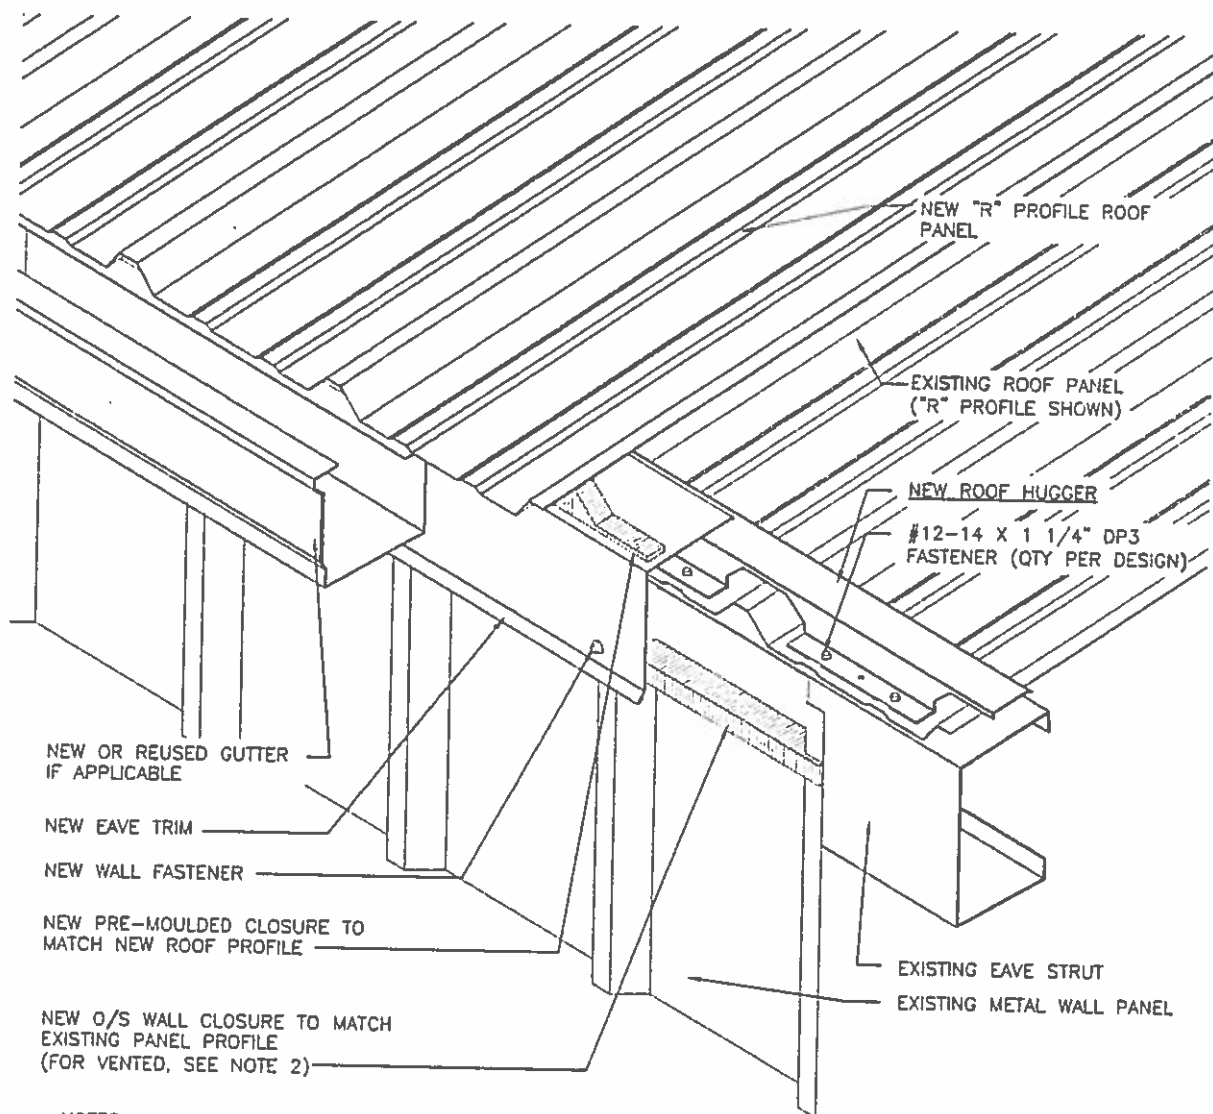 NEW "R" PROFILE ROOF
PANEL
EXISTING ROOF PANEL
("R" PROFILE SHOWN)
NEW ROOF HUGGER
#12-14 X 1 1/4" DP3
FASTENER (QTY PER DESIGN)
NEW OR REUSED GUTTER
IF APPLICABLE
NEW EAVE TRIM
NEW WALL FASTENER
NEW PRE-MOULDED CLOSURE TO
MATCH NEW ROOF PROFILE
NEW O/S WALL CLOSURE TO MATCH
EXISTING PANEL PROFILE
(FOR VENTED, SEE NOTE 2)
EXISTING EAVE STRUT
EXISTING METAL WALL PANEL